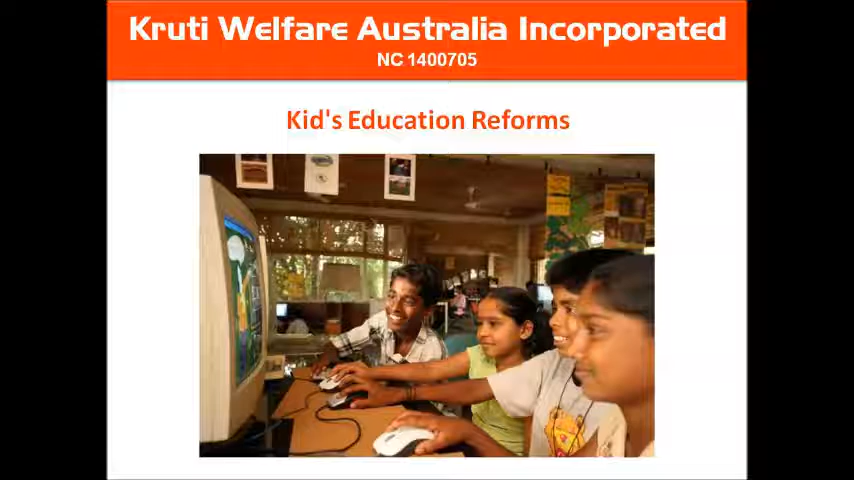 Kruti Welfare Australia Incorporated
NC 1400705
Kid's Education Reforms